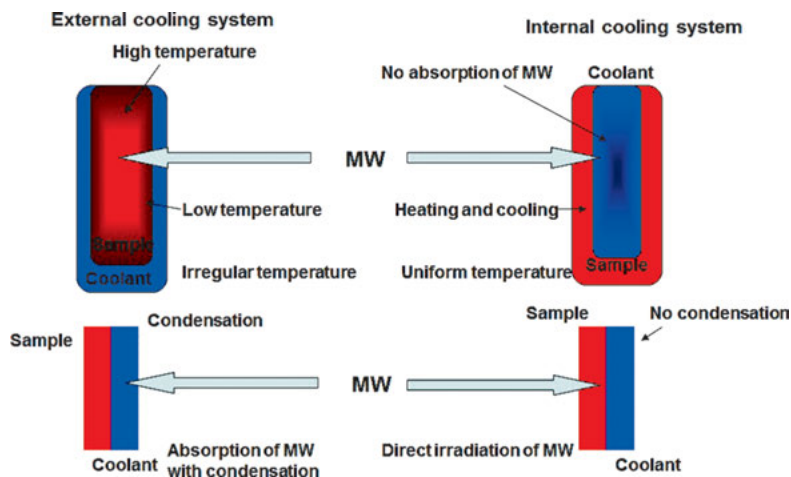 External cooling system
High temperature
Low temperature
Sample
Coolant
Irregular temperature
MW
Internal cooling system
No absorption of MW
Coolant
Heating and cooling
Uniform temperature
Sample
Condensation
Sample
Coolant
Absorption of MW
with condensation
MW
Sample
No condensation
Direct irradiation of MW
Coolant